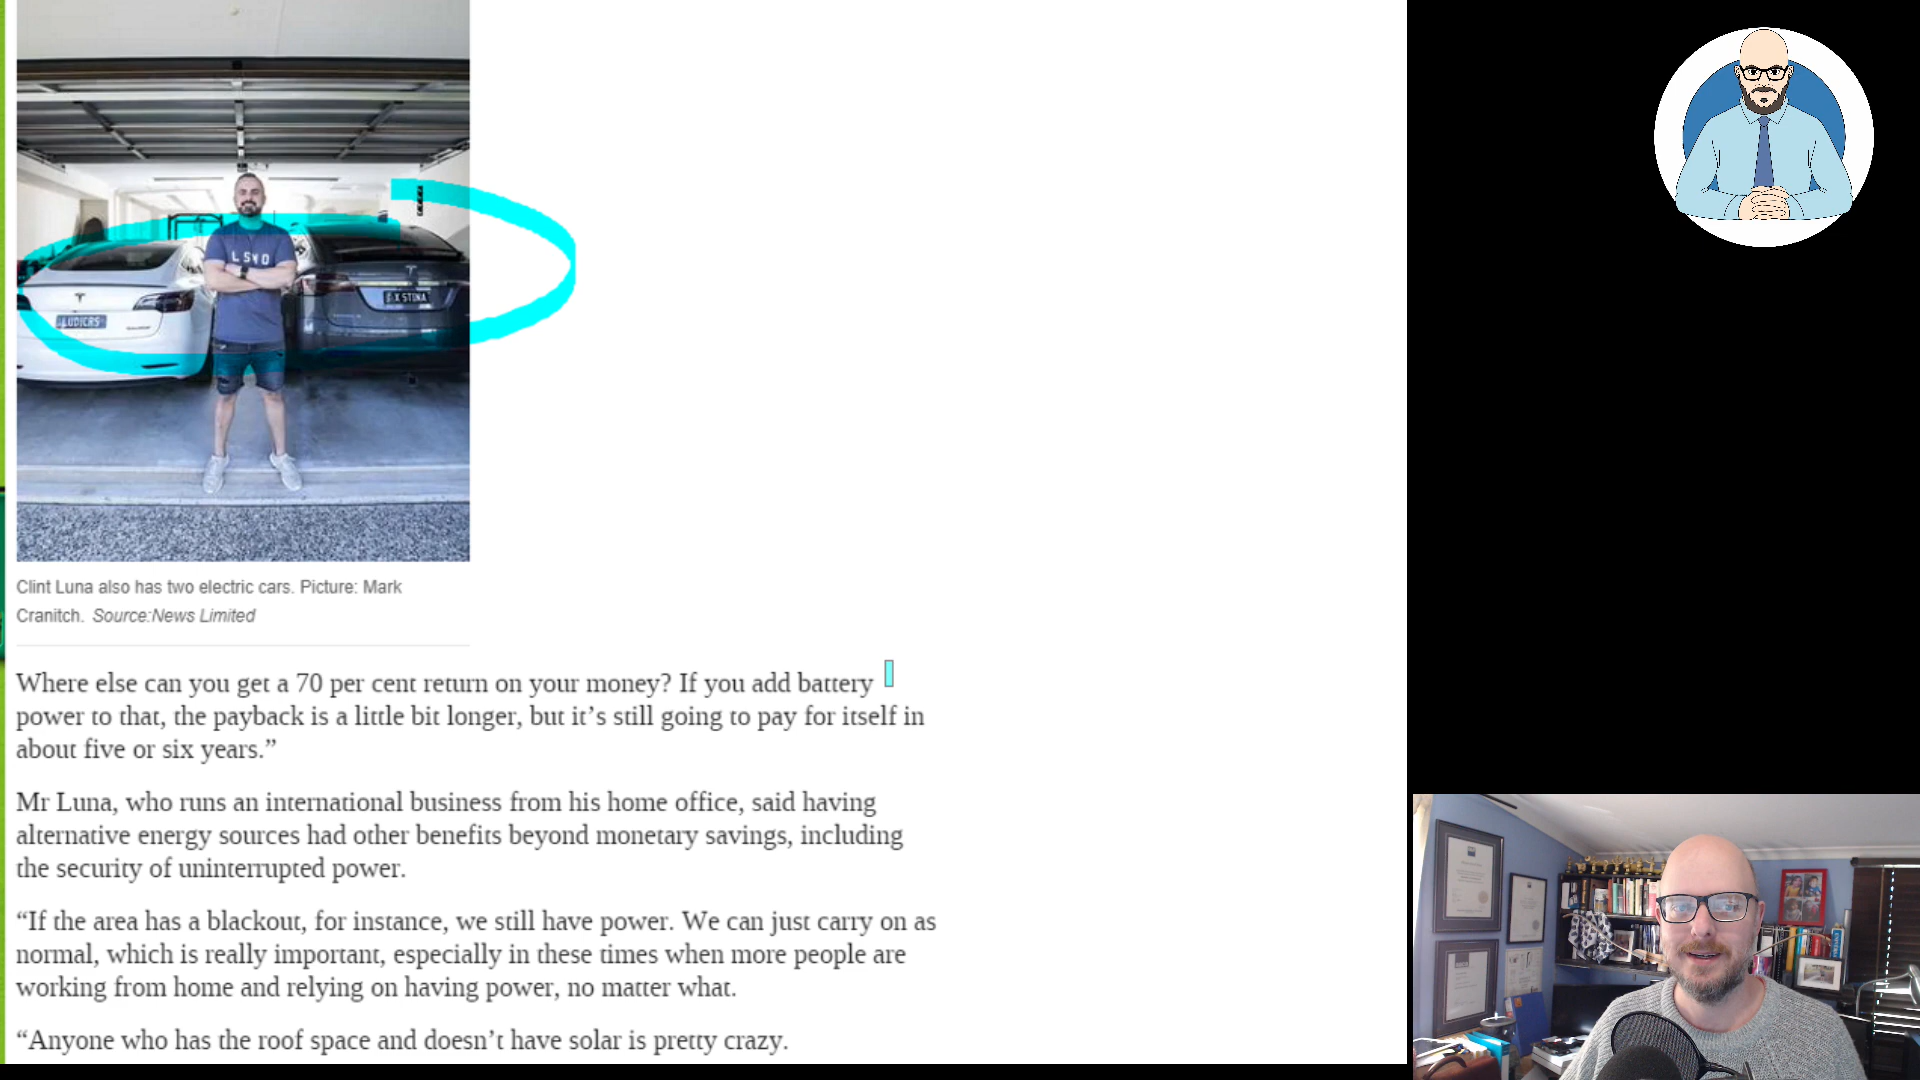 LUDICRS
X STINA
Clint Luna also has two electric cars. Picture: Mark
Cranitch. Source:News Limited
Where else can you get a 70 per cent return on your money? If you add battery
power to that, the payback is a little bit longer, but it’s still going to pay for itself in
about five or six years.”
Mr Luna, who runs an international business from his home office, said having
alternative energy sources had other benefits beyond monetary savings, including
the security of uninterrupted power.
“If the area has a blackout, for instance, we still have power. We can just carry on as
normal, which is really important, especially in these times when more people are
working from home and relying on having power, no matter what.
“Anyone who has the roof space and doesn’t have solar is pretty crazy.